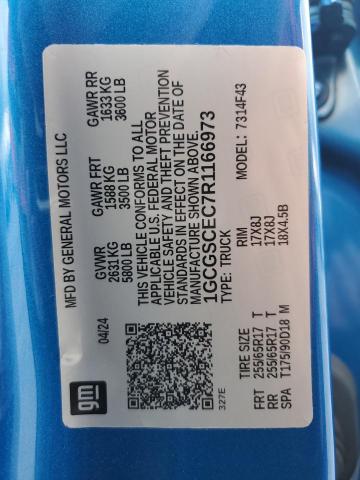 MFD BY GENERAL MOTORS LLC
GVWR GAWR FRT GAWR RR
2631 KG 1588 KG 1633 KG
5800 LB 3500 LB 3600 LB
THIS VEHICLE CONFORMS TO ALL
APPLICABLE U.S. FEDERAL MOTOR
VEHICLE SAFETY AND THEFT PREVENTION
STANDARDS IN EFFECT ON THE DATE OF
MANUFACTURE SHOWN ABOVE.
1GCGSCEC7R1166973
TYPE: TRUCK MODEL: 7314F43
04/24
gm
327E
TIRE SIZE RIM
FRT 255/65R17 T 17X8J
RR 255/65R17 T 17X8J
SPA T175/90D18 M 18X4.5B